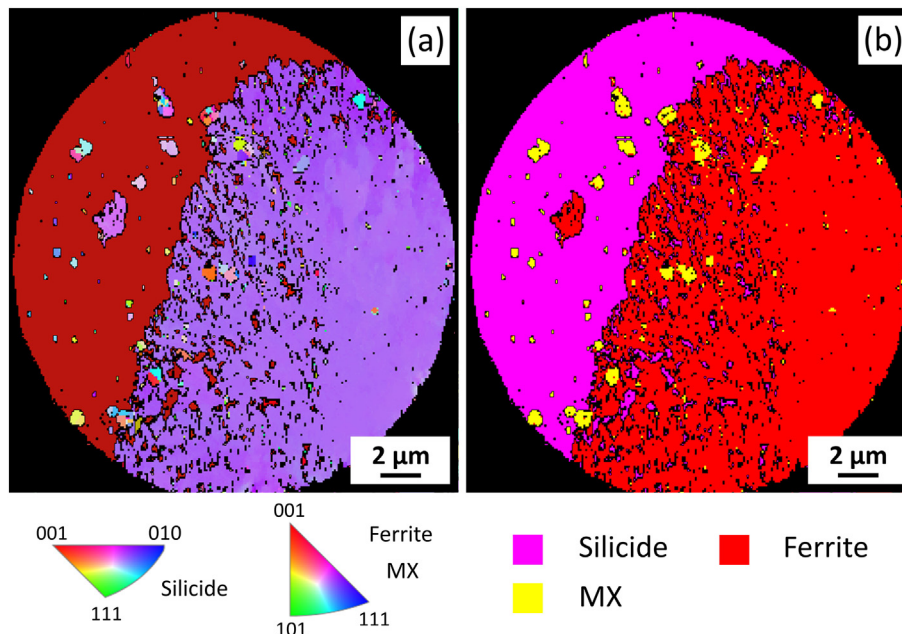 (a)
(b)
2 µm
2 µm
001
010
111
Silicide
001
Ferrite
MX
101
111
Silicide
Ferrite
MX